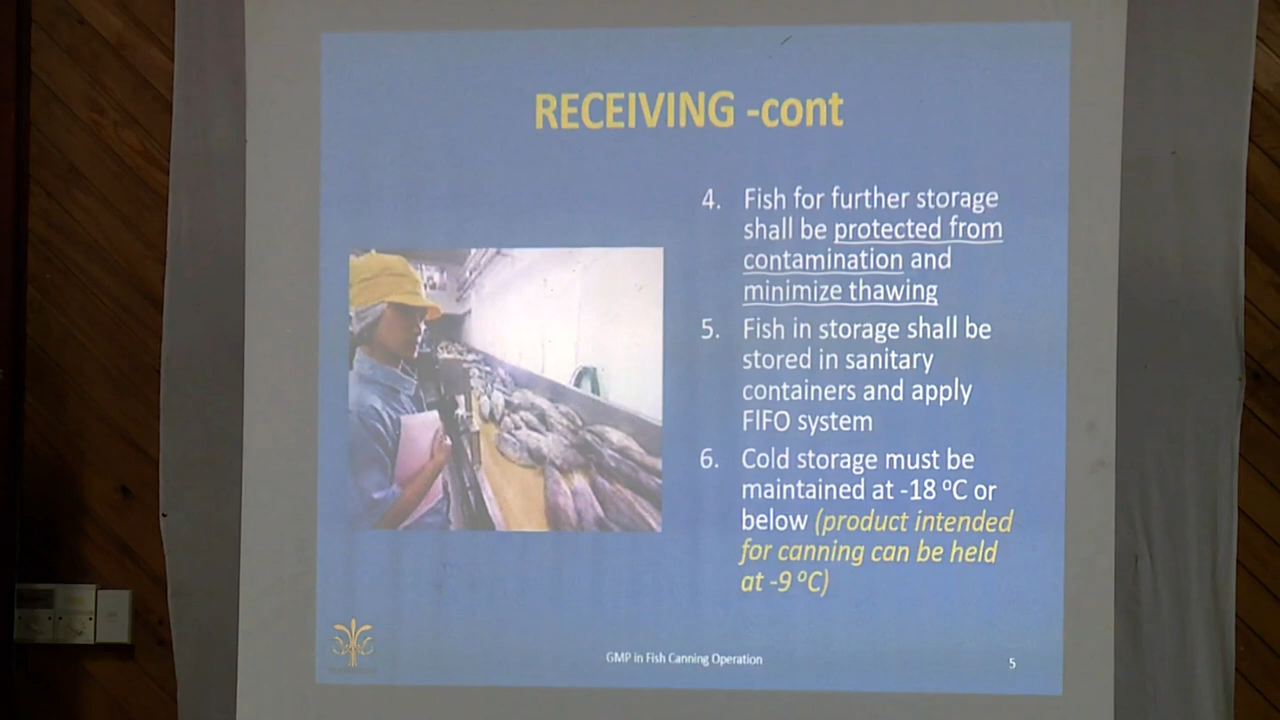 RECEIVING -cont
4. Fish for further storage
shall be protected from
contamination and
minimize thawing
5. Fish in storage shall be
stored in sanitary
containers and apply
FIFO system
6. Cold storage must be
maintained at -18 ºC or
below (product intended
for canning can be held
at -9 ºC)
GMP in Fish Canning Operation
5